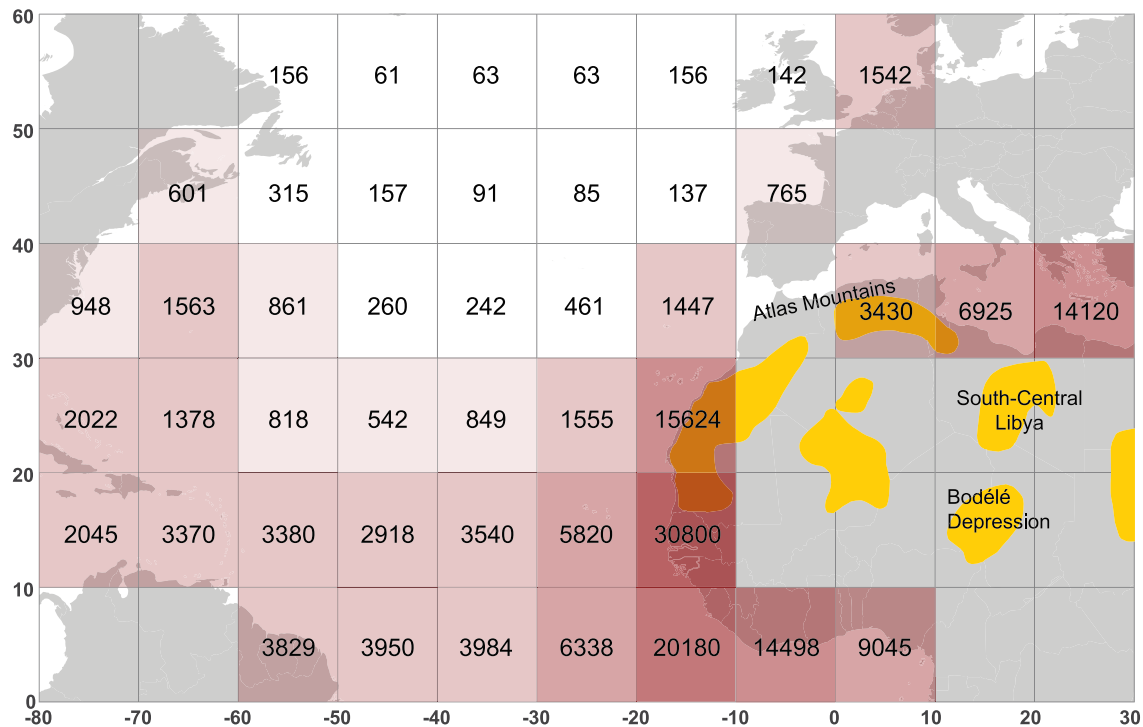 60
156 61 63 63 156 142 1542
50
601 315 157 91 85 137 765
40
948 1563 861 260 242 461 1447 Atlas Mountains 3430 6925 14120
30
2022 1378 818 542 849 1555 15624 South-Central
Libya
20
2045 3370 3380 2918 3540 5820 30800 Bodélé
Depression
10
3829 3950 3984 6338 20180 14498 9045
0
-80 -70 -60 -50 -40 -30 -20 -10 0 10 20 30